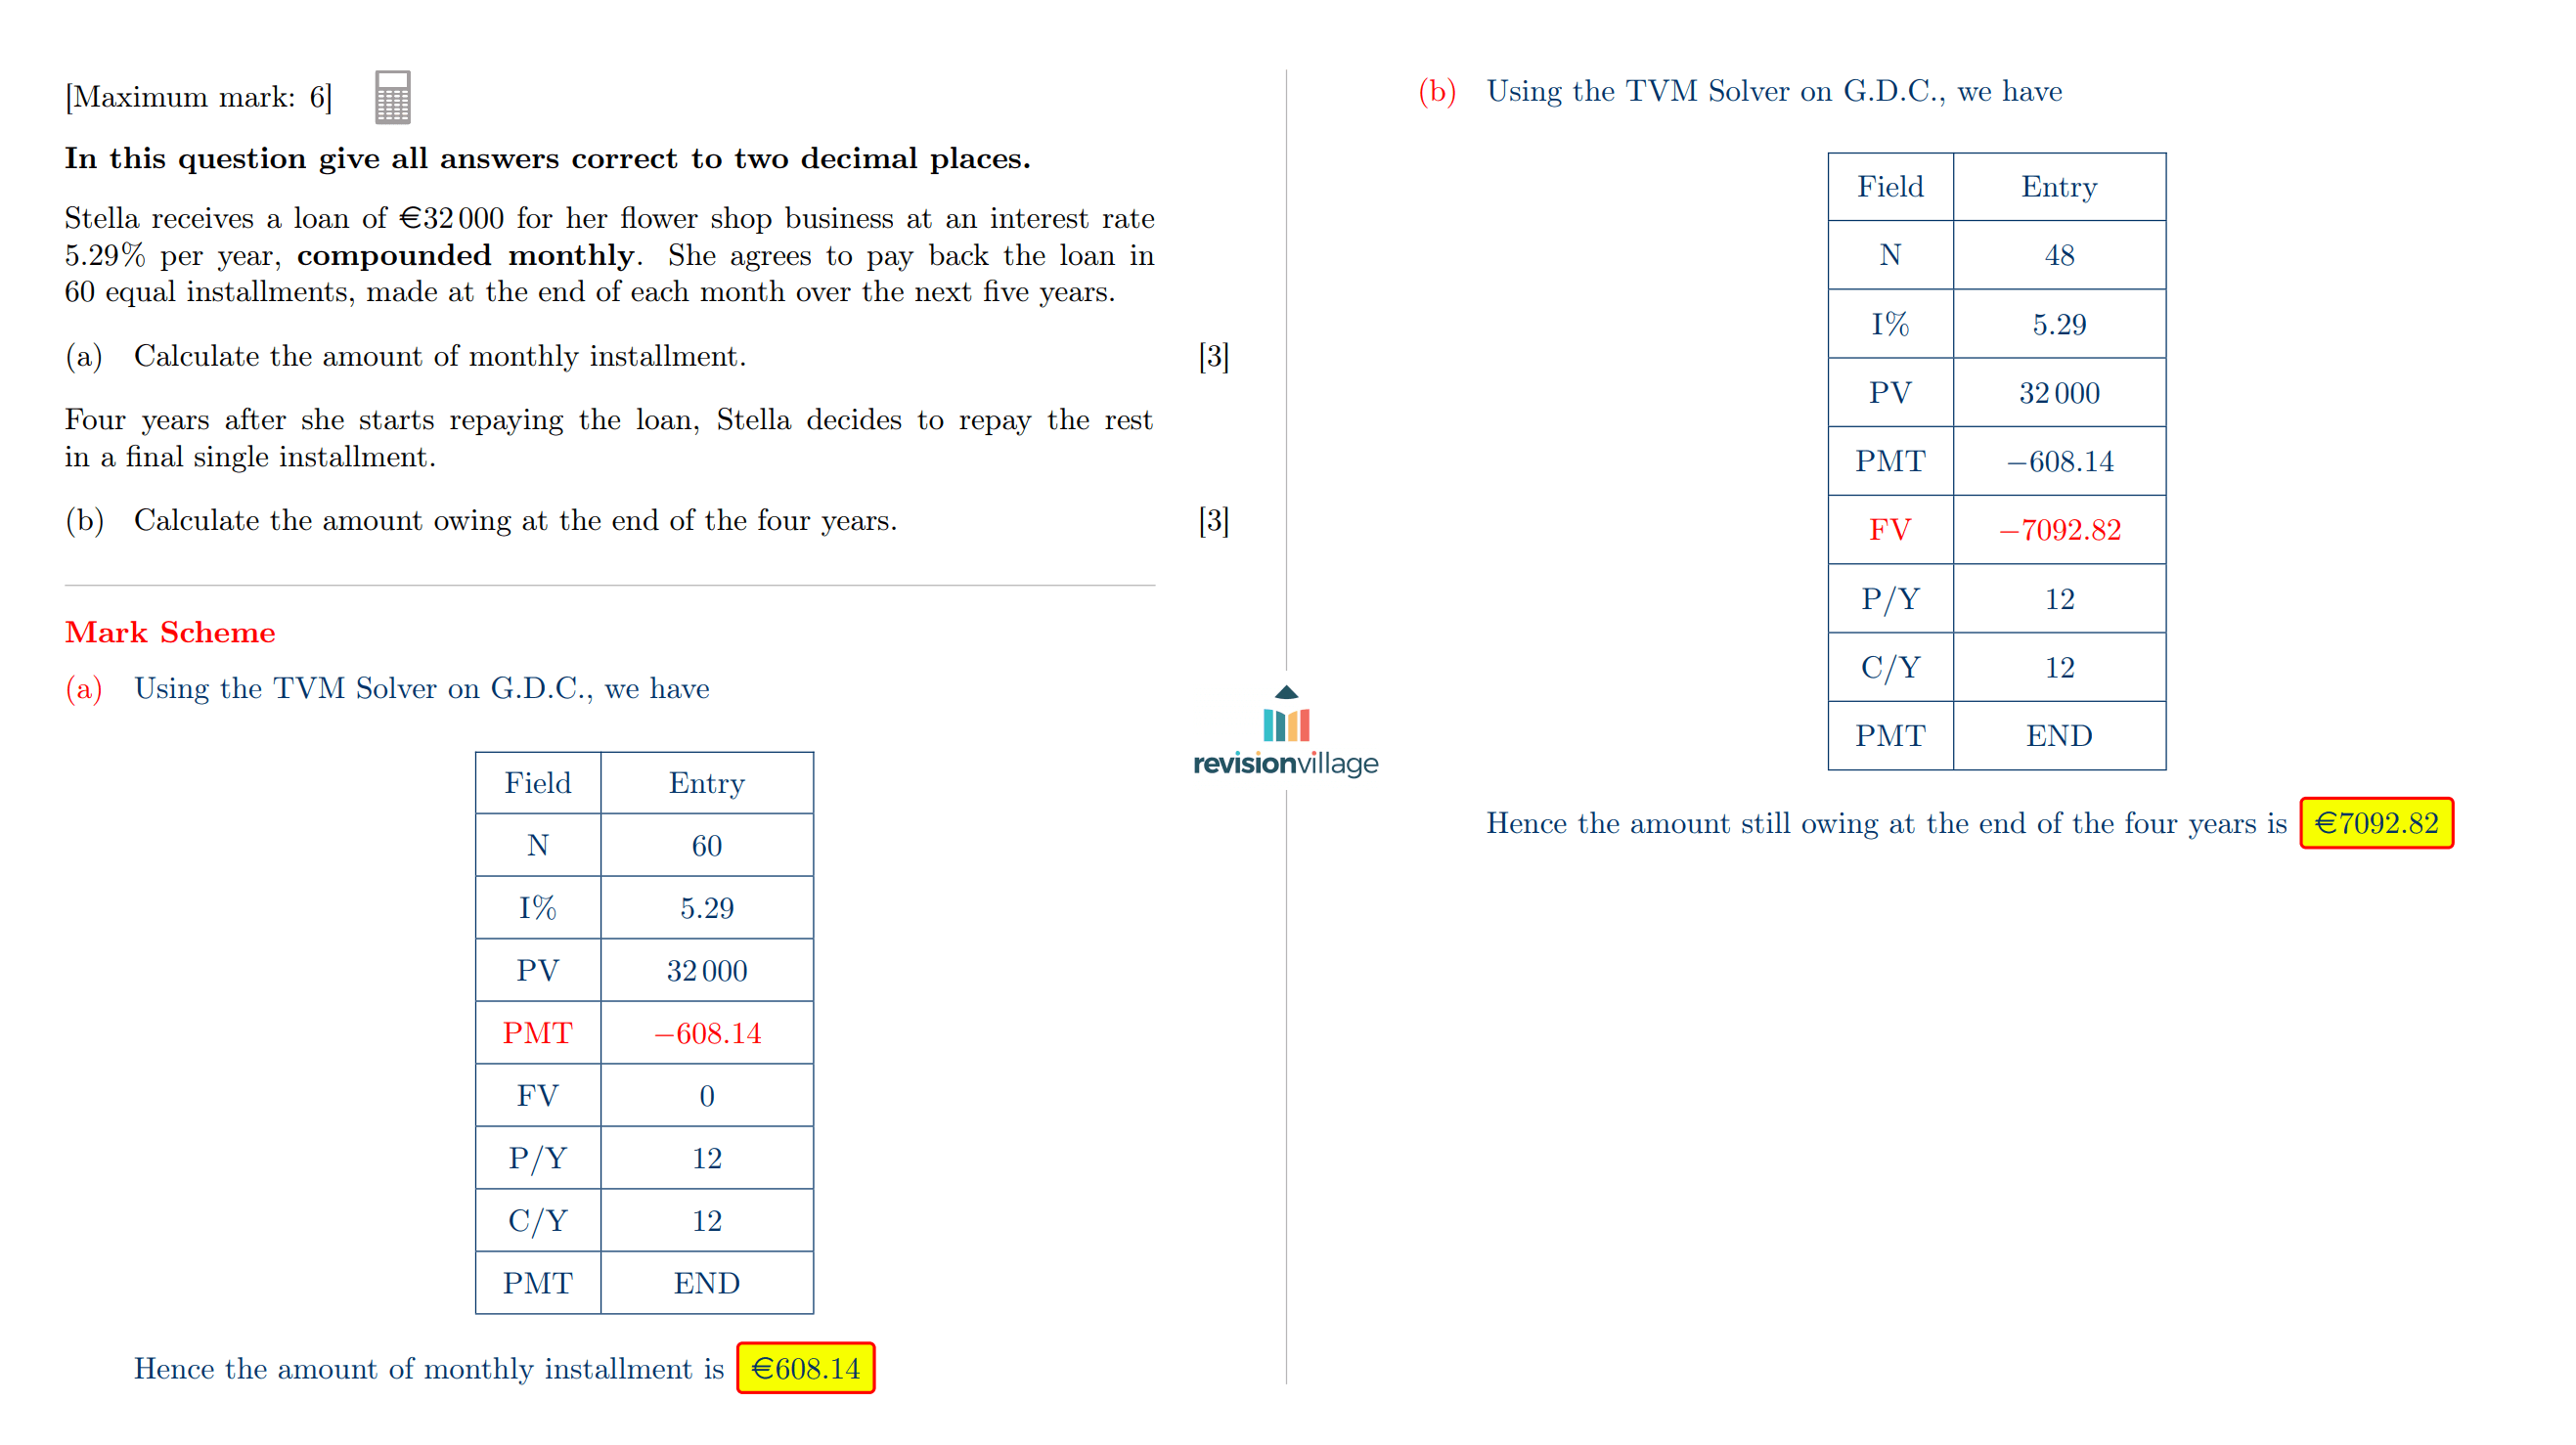 [Maximum mark: 6]
In this question give all answers correct to two decimal places.
Stella receives a loan of €32 000 for her flower shop business at an interest rate
5.29% per year, compounded monthly. She agrees to pay back the loan in
60 equal installments, made at the end of each month over the next five years.
(a) Calculate the amount of monthly installment. [3]
Four years after she starts repaying the loan, Stella decides to repay the rest
in a final single installment.
(b) Calculate the amount owing at the end of the four years. [3]
Mark Scheme
(a) Using the TVM Solver on G.D.C., we have
Field Entry
N 60
I% 5.29
PV 32 000
PMT −608.14
FV 0
P/Y 12
C/Y 12
PMT END
Hence the amount of monthly installment is €608.14
revisionvillage
(b) Using the TVM Solver on G.D.C., we have
Field Entry
N 48
I% 5.29
PV 32 000
PMT −608.14
FV −7092.82
P/Y 12
C/Y 12
PMT END
Hence the amount still owing at the end of the four years is €7092.82